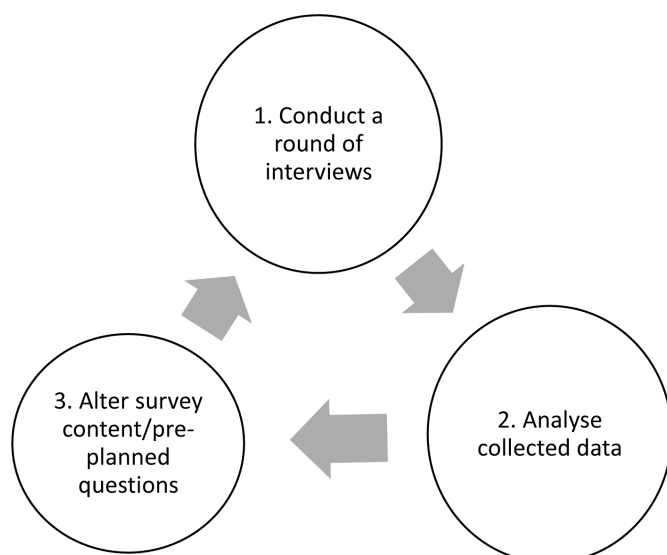 1. Conduct a
round of
interviews
2. Analyse
collected data
3. Alter survey
content/pre-
planned
questions